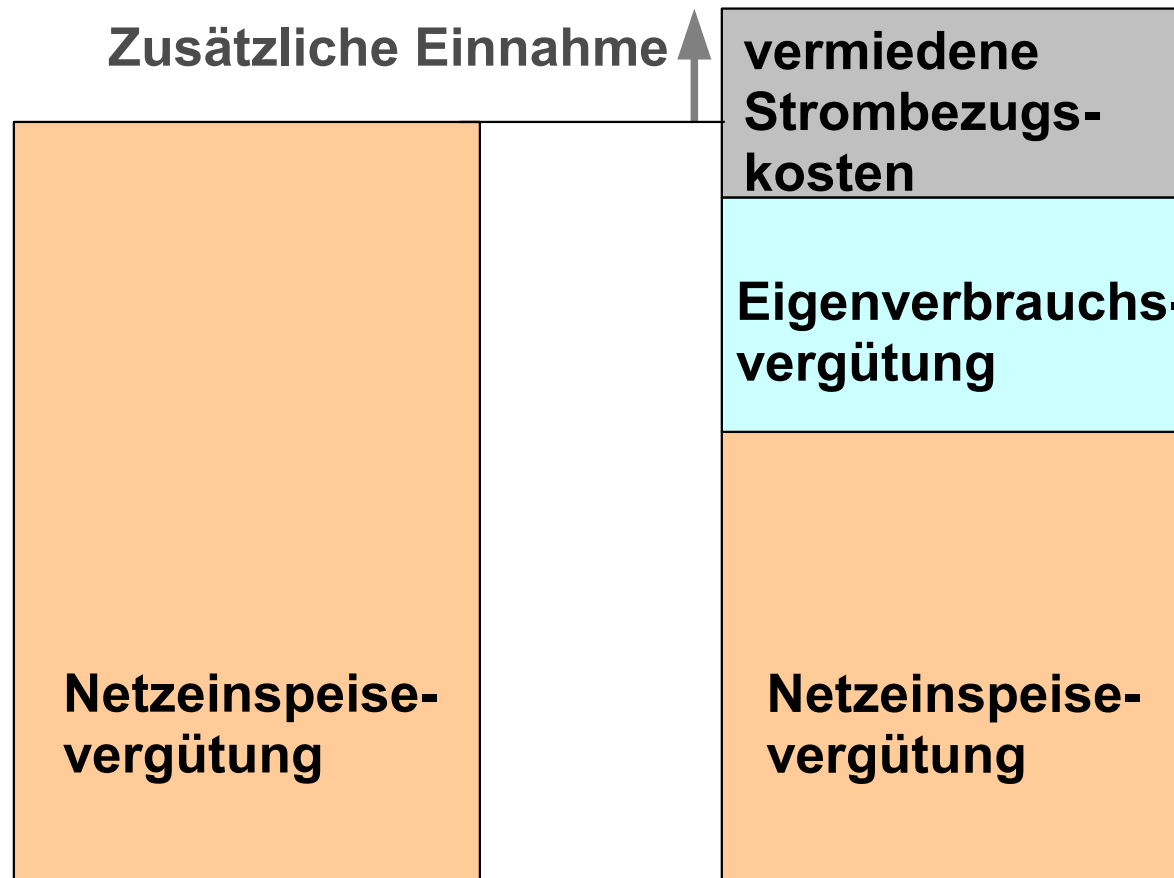 Zusätzliche Einnahme
vermiedene
Strombezugs-
kosten
Eigenverbrauchs-
vergütung
Netzeinspeise-
vergütung
Netzeinspeise-
vergütung